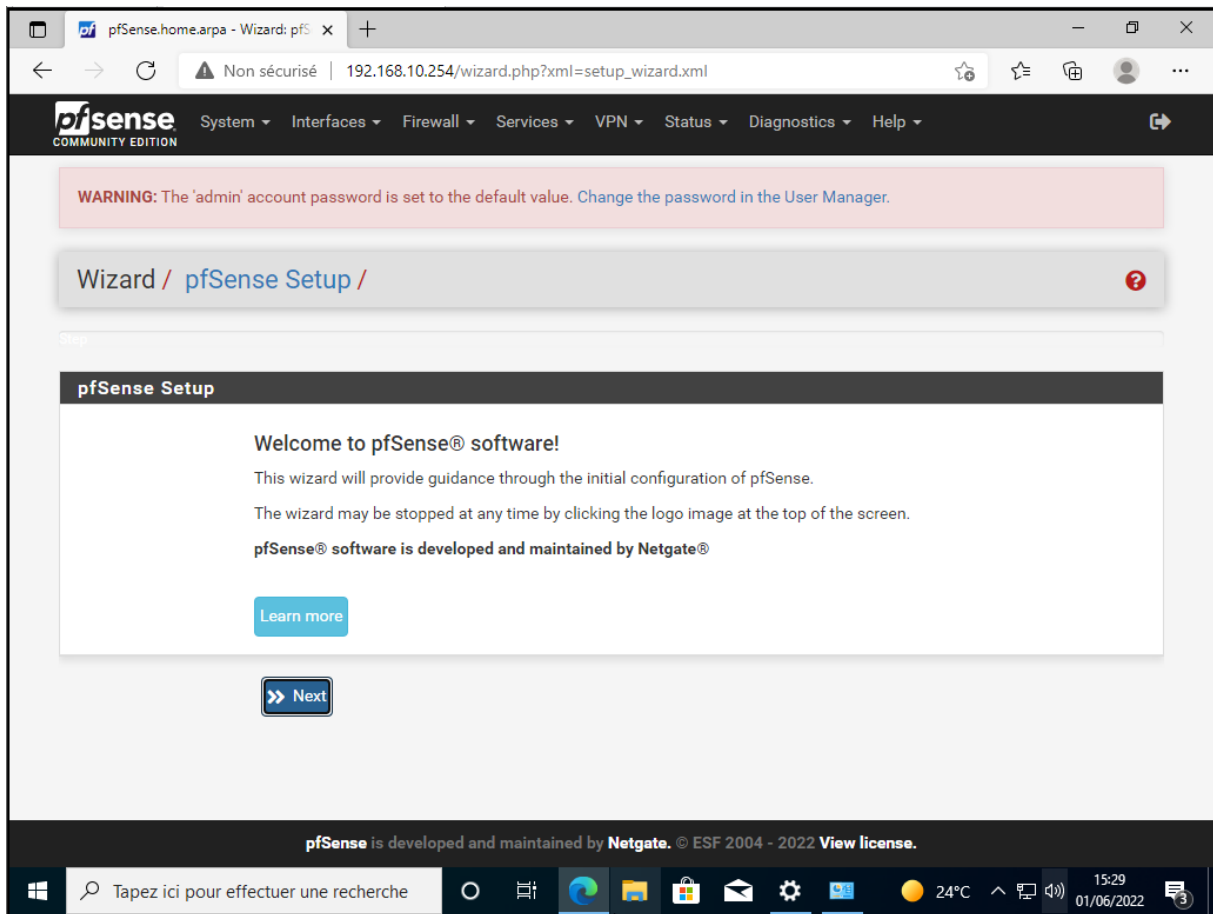 pfSense.home.arpa - Wizard: pfS
Non sécurisé | 192.168.10.254/wizard.php?xml=setup_wizard.xml
pfsense
COMMUNITY EDITION
System Interfaces Firewall Services VPN Status Diagnostics Help
WARNING: The 'admin' account password is set to the default value. Change the password in the User Manager.
Wizard / pfSense Setup /
Step
pfSense Setup
Welcome to pfSense® software!
This wizard will provide guidance through the initial configuration of pfSense.
The wizard may be stopped at any time by clicking the logo image at the top of the screen.
pfSense® software is developed and maintained by Netgate®
Learn more
Next
pfSense is developed and maintained by Netgate. © ESF 2004 - 2022 View license.
Tapez ici pour effectuer une recherche
24°C
15:29
01/06/2022
3